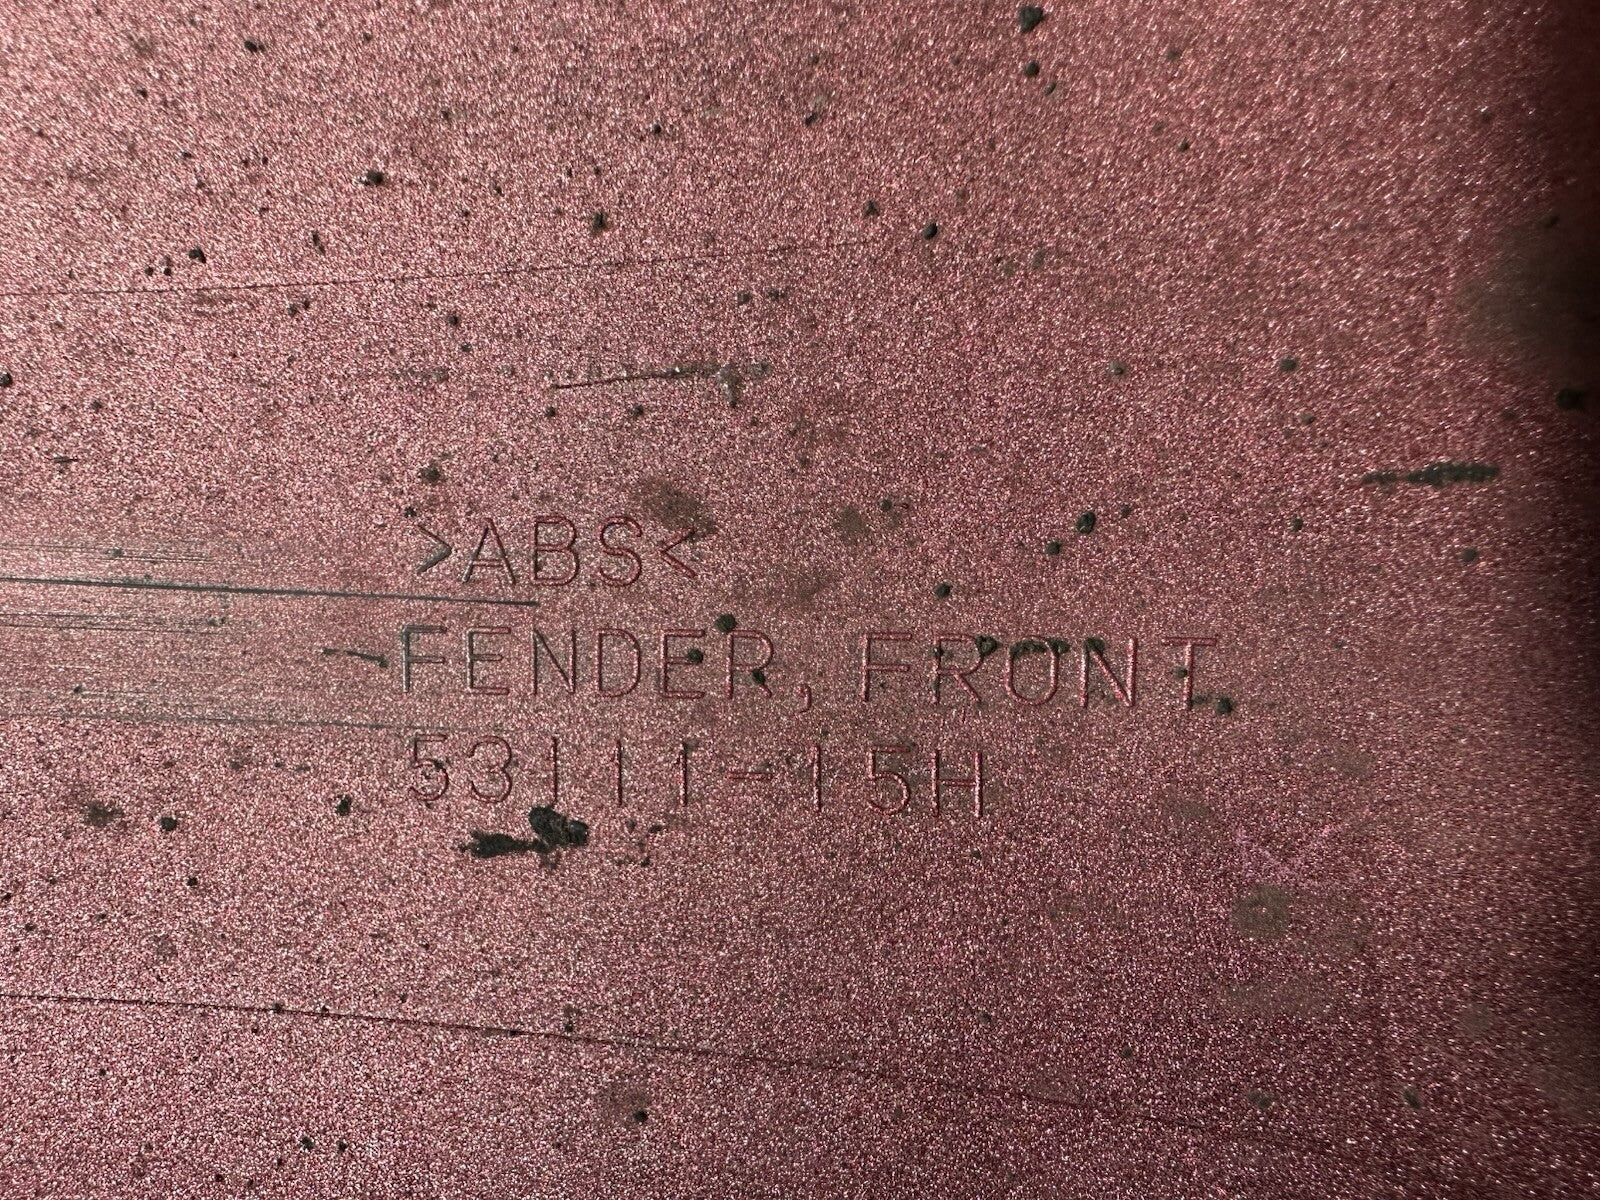 >ABS<
FENDER, FRONT
53111-15H